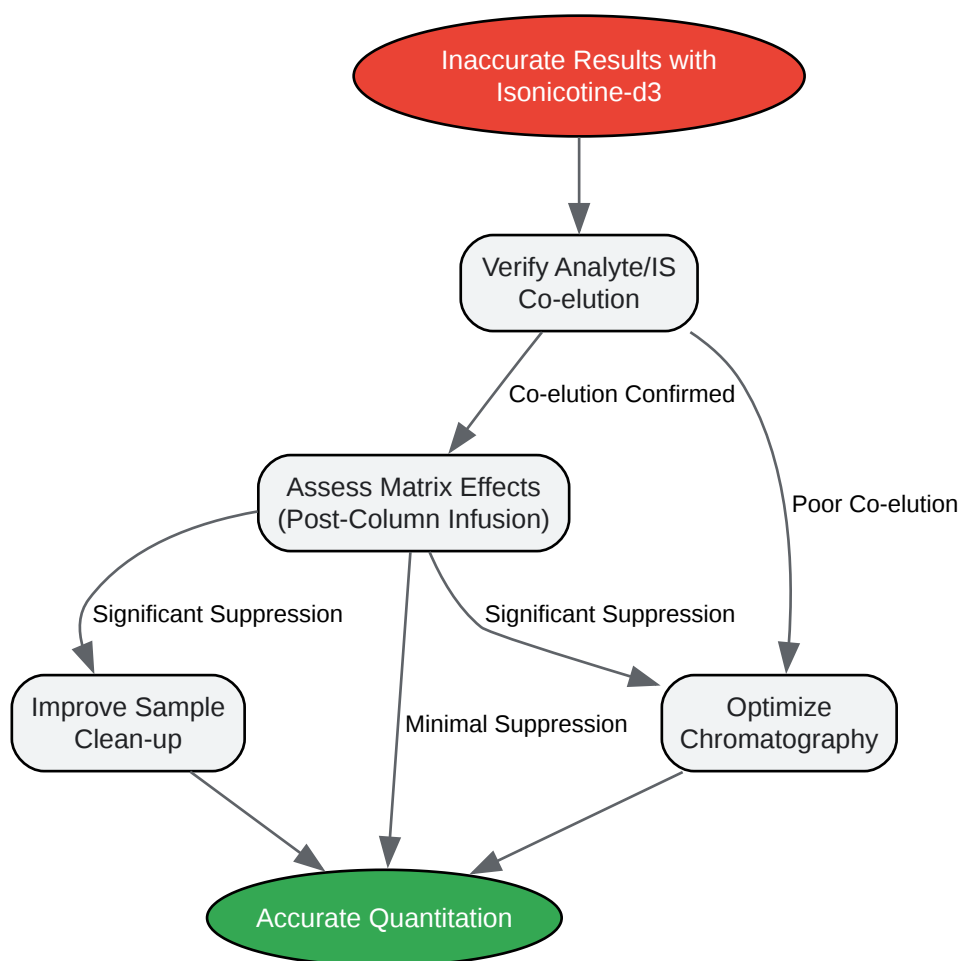 Inaccurate Results with
Isonicotine-d3
Verify Analyte/IS
Co-elution
Co-elution Confirmed
Poor Co-elution
Assess Matrix Effects
(Post-Column Infusion)
Significant Suppression
Significant Suppression
Minimal Suppression
Improve Sample
Clean-up
Optimize
Chromatography
Accurate Quantitation